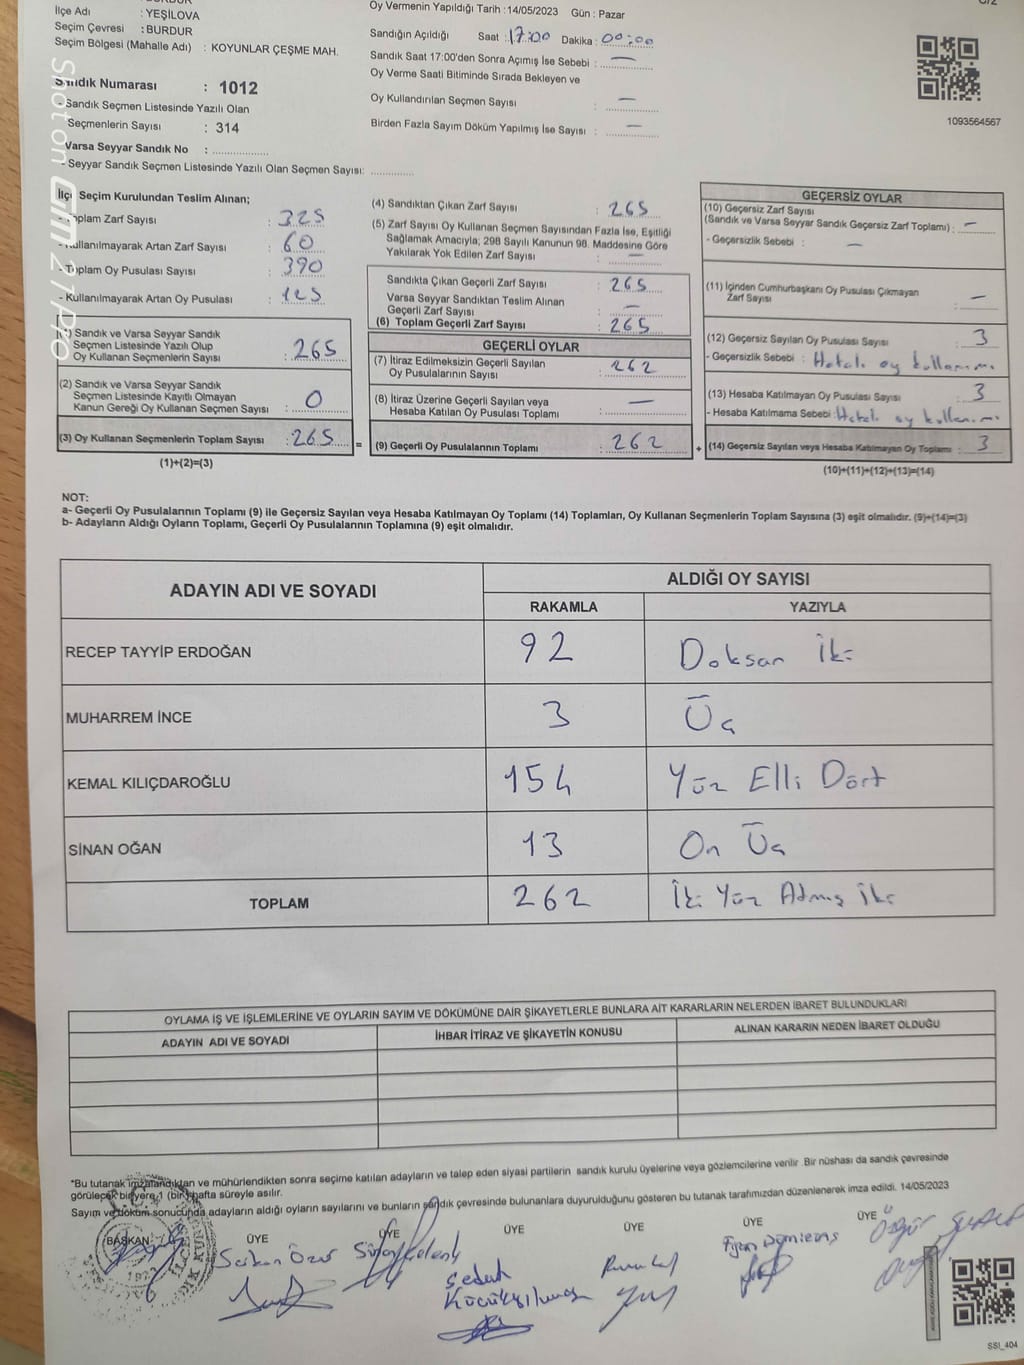 İlçe Adı : YEŞİLOVA
Seçim Çevresi : BURDUR
Seçim Bölgesi (Mahalle Adı) : KOYUNLAR ÇEŞME MAH.
Sandık Numarası : 1012
- Sandık Seçmen Listesinde Yazılı Olan
Seçmenlerin Sayısı : 314
Varsa Seyyar Sandık No :
- Seyyar Sandık Seçmen Listesinde Yazılı Olan Seçmen Sayısı:
Oy Vermenin Yapıldığı Tarih :14/05/2023 Gün : Pazar
Sandığın Açıldığı Saat : 17:00 Dakika : 00:00
Sandık Saat 17:00'den Sonra Açımış İse Sebebi : —
Oy Verme Saati Bitiminde Sırada Bekleyen ve
Oy Kullandırılan Seçmen Sayısı : —
Birden Fazla Sayım Döküm Yapılmış İse Sayısı : —
1093564567
Shot on Gm 21 Pro
İlçe Seçim Kurulundan Teslim Alınan;
- Toplam Zarf Sayısı : 325
- Kullanılmayarak Artan Zarf Sayısı : 60
- Toplam Oy Pusulası Sayısı : 390
- Kullanılmayarak Artan Oy Pusulası : 125
(1) Sandık ve Varsa Seyyar Sandık
Seçmen Listesinde Yazılı Olup
Oy Kullanan Seçmenlerin Sayısı : 265
(2) Sandık ve Varsa Seyyar Sandık
Seçmen Listesinde Kayıtlı Olmayan
Kanun Gereği Oy Kullanan Seçmen Sayısı : 0
(3) Oy Kullanan Seçmenlerin Toplam Sayısı : 265 =
(1)+(2)=(3)
(4) Sandıktan Çıkan Zarf Sayısı : 265
(5) Zarf Sayısı Oy Kullanan Seçmen Sayısından Fazla İse, Eşitliği
Sağlamak Amacıyla; 298 Sayılı Kanunun 98. Maddesine Göre
Yakılarak Yok Edilen Zarf Sayısı : —
Sandıkta Çıkan Geçerli Zarf Sayısı : 265
Varsa Seyyar Sandıktan Teslim Alınan
Geçerli Zarf Sayısı : —
(6) Toplam Geçerli Zarf Sayısı : 265
GEÇERLİ OYLAR
(7) İtiraz Edilmeksizin Geçerli Sayılan
Oy Pusulalarının Sayısı : 262
(8) İtiraz Üzerine Geçerli Sayılan veya
Hesaba Katılan Oy Pusulası Toplamı : —
(9) Geçerli Oy Pusulalarının Toplamı : 262 +
GEÇERSİZ OYLAR
(10) Geçersiz Zarf Sayısı
(Sandık ve Varsa Seyyar Sandık Geçersiz Zarf Toplamı) : —
- Geçersizlik Sebebi : —
(11) İçinden Cumhurbaşkanı Oy Pusulası Çıkmayan
Zarf Sayısı : —
(12) Geçersiz Sayılan Oy Pusulası Sayısı : 3
- Geçersizlik Sebebi : Hatalı oy kullanımı
(13) Hesaba Katılmayan Oy Pusulası Sayısı : 3
- Hesaba Katılmama Sebebi : Hatalı oy kullanımı
(14) Geçersiz Sayılan veya Hesaba Katılmayan Oy Toplamı : 3
(10)+(11)+(12)+(13)=(14)
NOT:
a- Geçerli Oy Pusulalarının Toplamı (9) ile Geçersiz Sayılan veya Hesaba Katılmayan Oy Toplamı (14) Toplamları, Oy Kullanan Seçmenlerin Toplam Sayısına (3) eşit olmalıdır. (9)+(14)=(3)
b- Adayların Aldığı Oyların Toplamı, Geçerli Oy Pusulalarının Toplamına (9) eşit olmalıdır.
ADAYIN ADI VE SOYADI ALDIĞI OY SAYISI
RAKAMLA YAZIYLA
RECEP TAYYİP ERDOĞAN 92 Doksan İki
MUHARREM İNCE 3 Üç
KEMAL KILIÇDAROĞLU 154 Yüz Elli Dört
SİNAN OĞAN 13 On Üç
TOPLAM 262 İki Yüz Atmış İki
OYLAMA İŞ VE İŞLEMLERİNE VE OYLARIN SAYIM VE DÖKÜMÜNE DAİR ŞİKAYETLERLE BUNLARA AİT KARARLARIN NELERDEN İBARET BULUNDUKLARI
ADAYIN ADI VE SOYADI İHBAR İTİRAZ VE ŞİKAYETİN KONUSU ALINAN KARARIN NEDEN İBARET OLDUĞU
*Bu tutanak imzalandıktan ve mühürlendikten sonra seçime katılan adayların ve talep eden siyasi partilerin sandık kurulu üyelerine veya gözlemcilerine verilir. Bir nüshası da sandık çevresinde
görülecek bir yere 1 (bir) hafta süreyle asılır.
Sayım ve döküm sonucunda adayların aldığı oyların sayılarını ve bunların sandık çevresinde bulunanlara duyurulduğunu gösteren bu tutanak tarafımızdan düzenlenerek imza edildi. 14/05/2023
BAŞKAN ÜYE ÜYE ÜYE ÜYE ÜYE ÜYE
Serkan Özer
Sedat
SSI_404